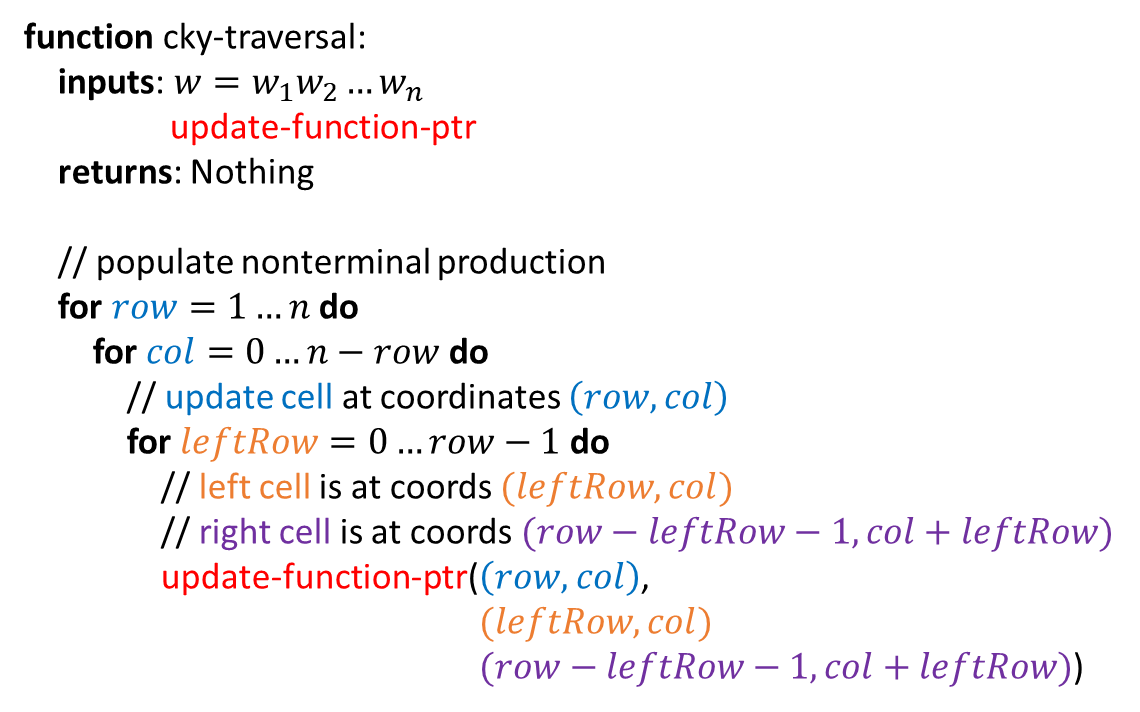 function cky-traversal:
inputs: w = w₁w₂ … wₙ
update-function-ptr
returns: Nothing
// populate nonterminal production
for row = 1 … n do
for col = 0 … n − row do
// update cell at coordinates (row, col)
for leftRow = 0 … row − 1 do
// left cell is at coords (leftRow, col)
// right cell is at coords (row − leftRow − 1, col + leftRow)
update-function-ptr((row, col),
(leftRow, col)
(row − leftRow − 1, col + leftRow))